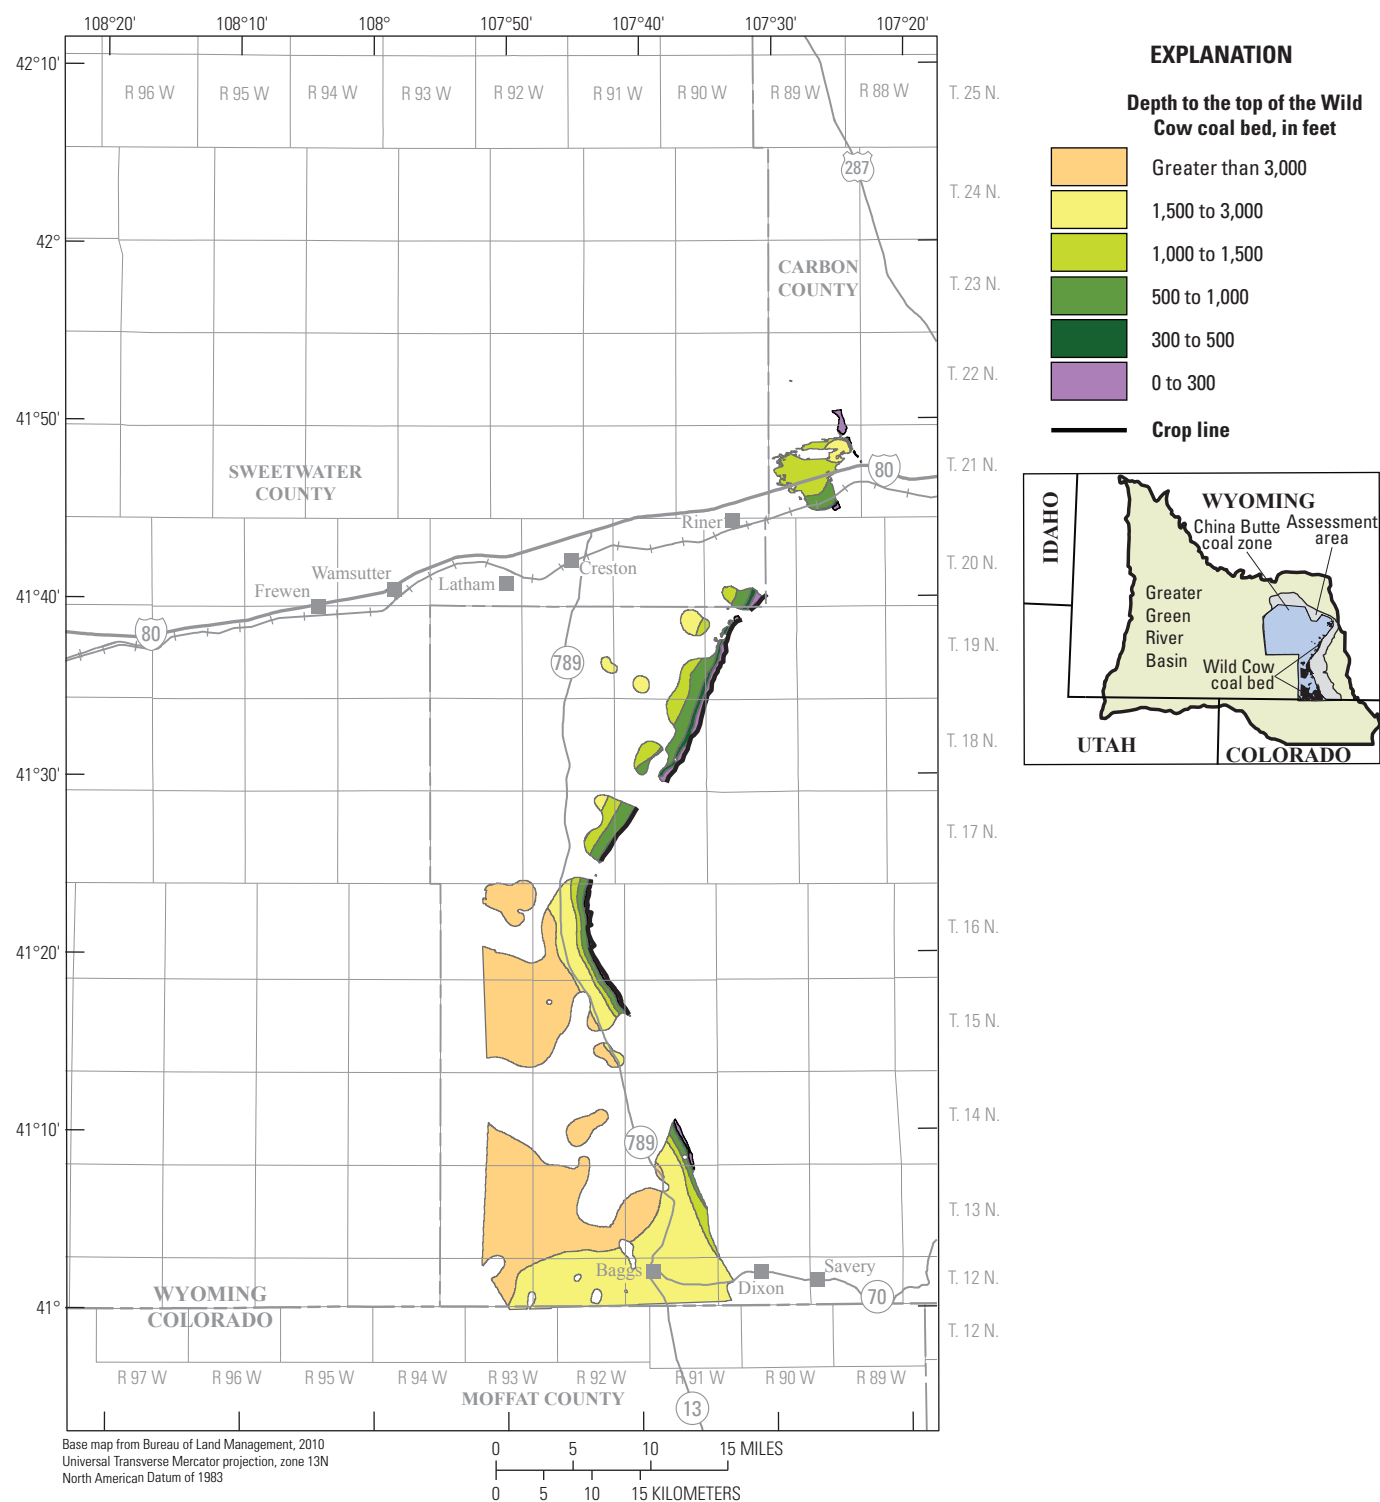 108°20'
108°10'
108°
107°50'
107°40'
107°30'
107°20'
42°10'
R 96 W
R 95 W
R 94 W
R 93 W
R 92 W
R 91 W
R 90 W
R 89 W
R 88 W
T. 25 N.
287
T. 24 N.
42°
CARBON
COUNTY
T. 23 N.
T. 22 N.
41°50'
SWEETWATER
COUNTY
80
T. 21 N.
Riner
Creston
Latham
Wamsutter
Frewen
T. 20 N.
41°40'
80
789
T. 19 N.
T. 18 N.
41°30'
T. 17 N.
T. 16 N.
41°20'
T. 15 N.
T. 14 N.
41°10'
789
T. 13 N.
Baggs
Dixon
Savery
T. 12 N.
70
WYOMING
41°
COLORADO
T. 12 N.
R 97 W
R 96 W
R 95 W
R 94 W
R 93 W
R 92 W
R 91 W
R 90 W
R 89 W
MOFFAT COUNTY
13
Base map from Bureau of Land Management, 2010
Universal Transverse Mercator projection, zone 13N
North American Datum of 1983
0 5 10 15 MILES
0 5 10 15 KILOMETERS
EXPLANATION
Depth to the top of the Wild
Cow coal bed, in feet
Greater than 3,000
1,500 to 3,000
1,000 to 1,500
500 to 1,000
300 to 500
0 to 300
Crop line
IDAHO
WYOMING
China Butte
coal zone
Assessment
area
Greater
Green
River
Basin
Wild Cow
coal bed
UTAH
COLORADO